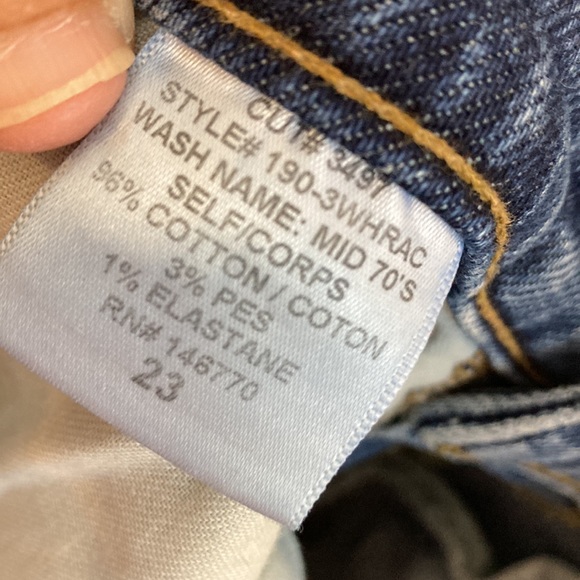 CUT# 3497
STYLE# 190-3WHRAC
WASH NAME: MID 70'S
SELF/CORPS
96% COTTON / COTON
3% PES
1% ELASTANE
RN# 146770
23